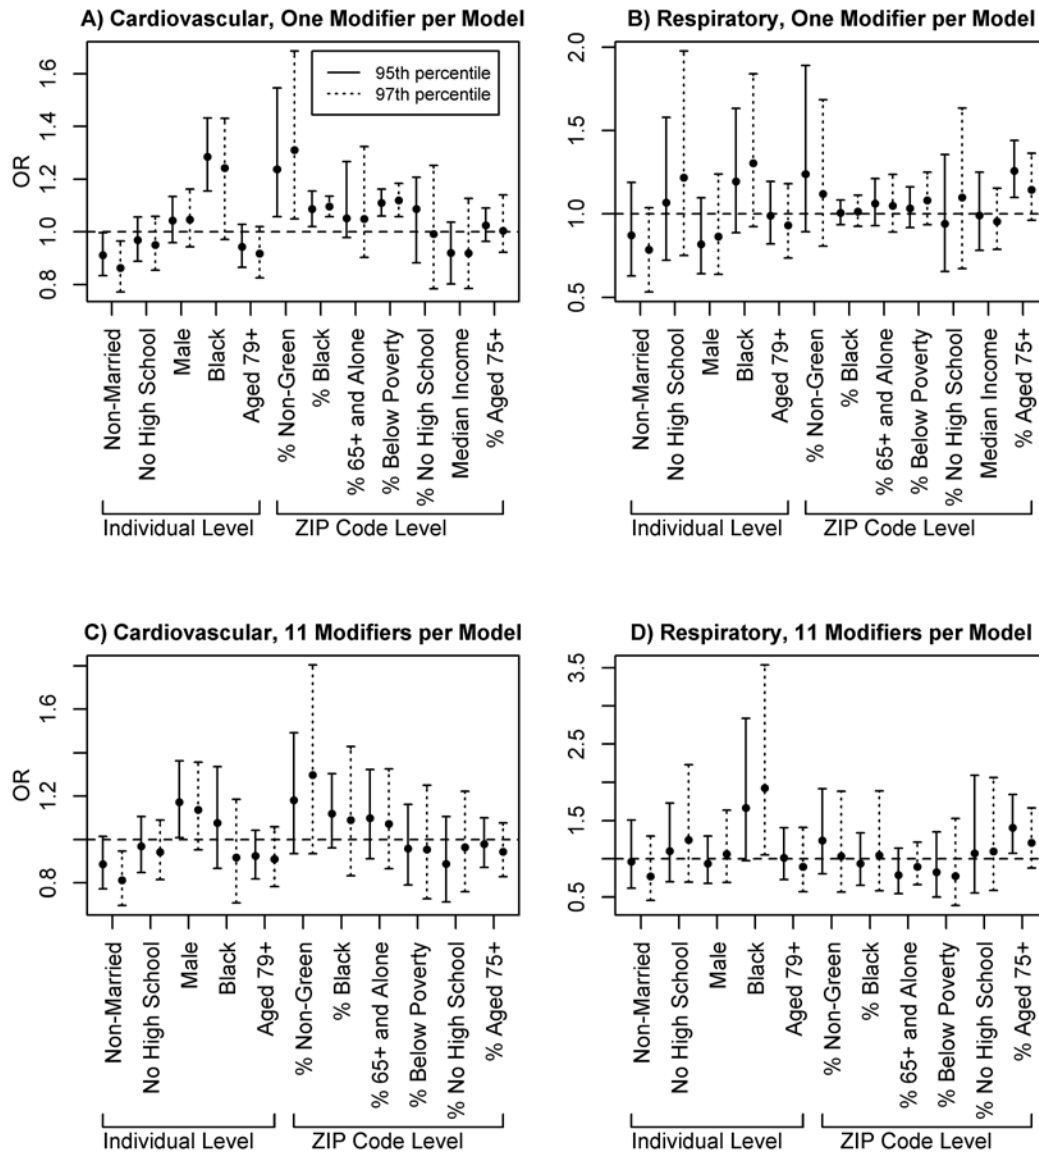 A) Cardiovascular, One Modifier per Model
OR
0.8 1.0 1.2 1.4 1.6
95th percentile
97th percentile
Non-Married
No High School
Male
Black
Aged 79+
% Non-Green
% Black
% 65+ and Alone
% Below Poverty
% No High School
Median Income
% Aged 75+
Individual Level
ZIP Code Level
B) Respiratory, One Modifier per Model
0.5 1.0 1.5 2.0
Non-Married
No High School
Male
Black
Aged 79+
% Non-Green
% Black
% 65+ and Alone
% Below Poverty
% No High School
Median Income
% Aged 75+
Individual Level
ZIP Code Level
C) Cardiovascular, 11 Modifiers per Model
OR
0.8 1.2 1.6
Non-Married
No High School
Male
Black
Aged 79+
% Non-Green
% Black
% 65+ and Alone
% Below Poverty
% No High School
% Aged 75+
Individual Level
ZIP Code Level
D) Respiratory, 11 Modifiers per Model
0.5 1.5 2.5 3.5
Non-Married
No High School
Male
Black
Aged 79+
% Non-Green
% Black
% 65+ and Alone
% Below Poverty
% No High School
% Aged 75+
Individual Level
ZIP Code Level